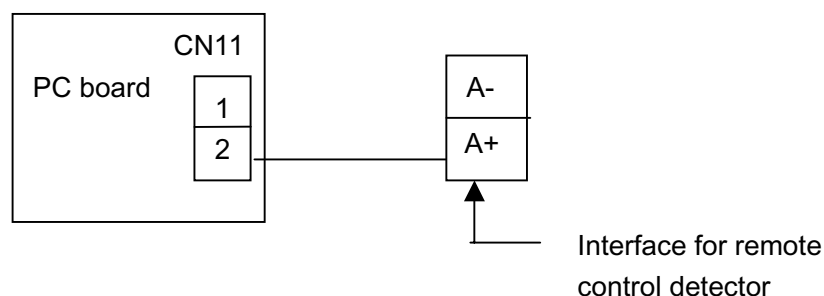 CN11
PC board
1
2
A-
A+
Interface for remote
control detector